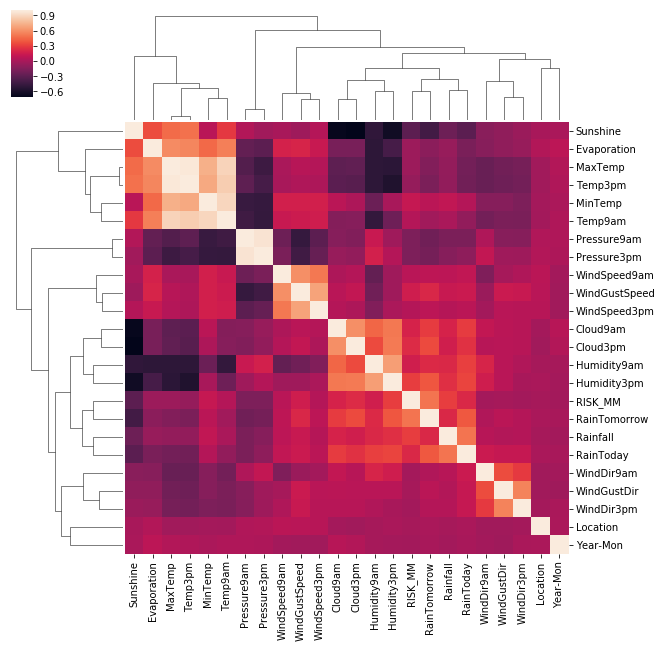 0.9
0.6
0.3
0.0
−0.3
−0.6
Sunshine
Evaporation
MaxTemp
Temp3pm
MinTemp
Temp9am
Pressure9am
Pressure3pm
WindSpeed9am
WindGustSpeed
WindSpeed3pm
Cloud9am
Cloud3pm
Humidity9am
Humidity3pm
RISK_MM
RainTomorrow
Rainfall
RainToday
WindDir9am
WindGustDir
WindDir3pm
Location
Year-Mon
Sunshine
Evaporation
MaxTemp
Temp3pm
MinTemp
Temp9am
Pressure9am
Pressure3pm
WindSpeed9am
WindGustSpeed
WindSpeed3pm
Cloud9am
Cloud3pm
Humidity9am
Humidity3pm
RISK_MM
RainTomorrow
Rainfall
RainToday
WindDir9am
WindGustDir
WindDir3pm
Location
Year-Mon